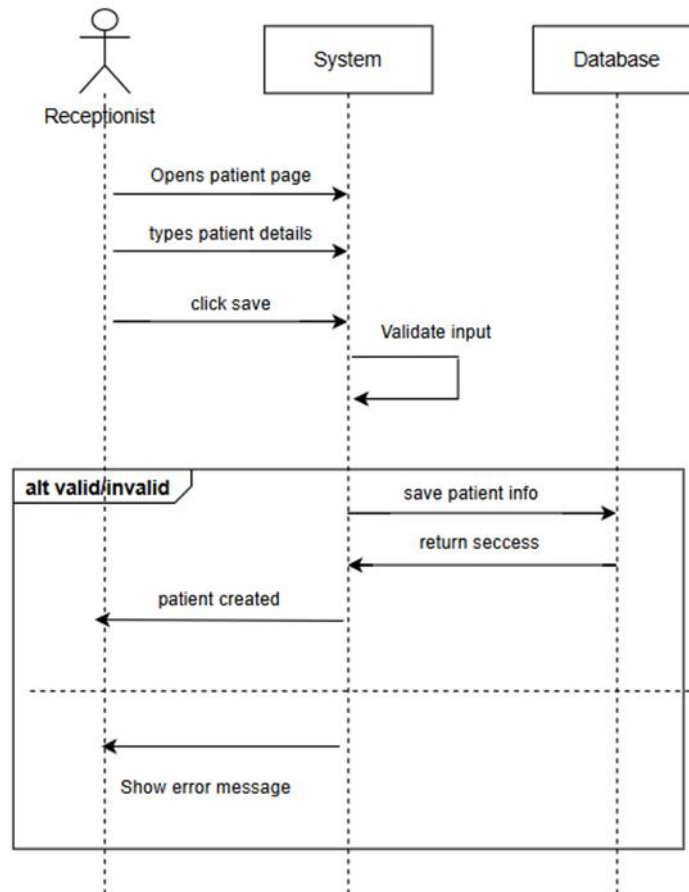 System
Database
Receptionist
Opens patient page
types patient details
click save
Validate input
alt valid/invalid
save patient info
return seccess
patient created
Show error message